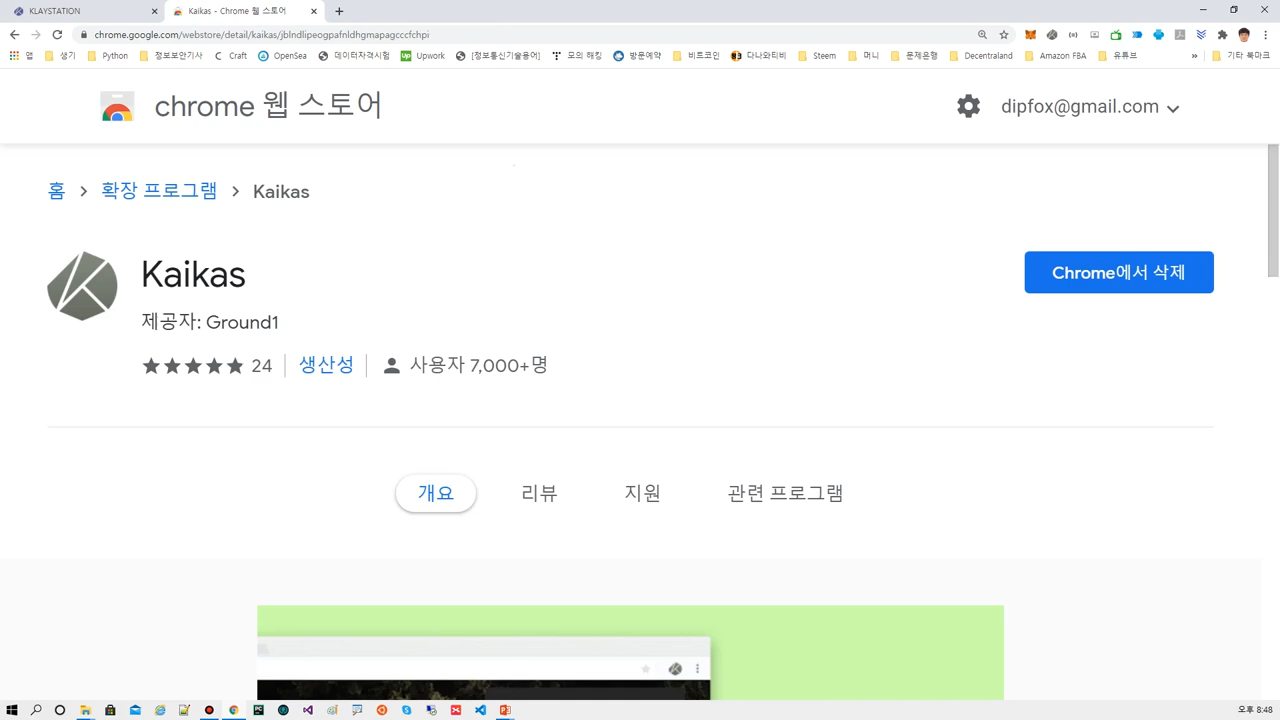 KLAYSTATION
Kaikas - Chrome 웹 스토어
chrome.google.com/webstore/detail/kaikas/jblndlipeogpafnldhgmapagcccfchpi
앱 생기 Python 정보보안기사 Craft OpenSea 데이터자격시험 Upwork [정보통신기술용어] 모의 해킹 방문예약 비트코인 다나와티비 Steem 머니 문제은행 Decentraland Amazon FBA 유튜브 » 기타 북마크
chrome 웹 스토어
dipfox@gmail.com
홈 > 확장 프로그램 > Kaikas
Kaikas
Chrome에서 삭제
제공자: Ground1
24 생산성 사용자 7,000+명
개요 리뷰 지원 관련 프로그램
오후 8:48